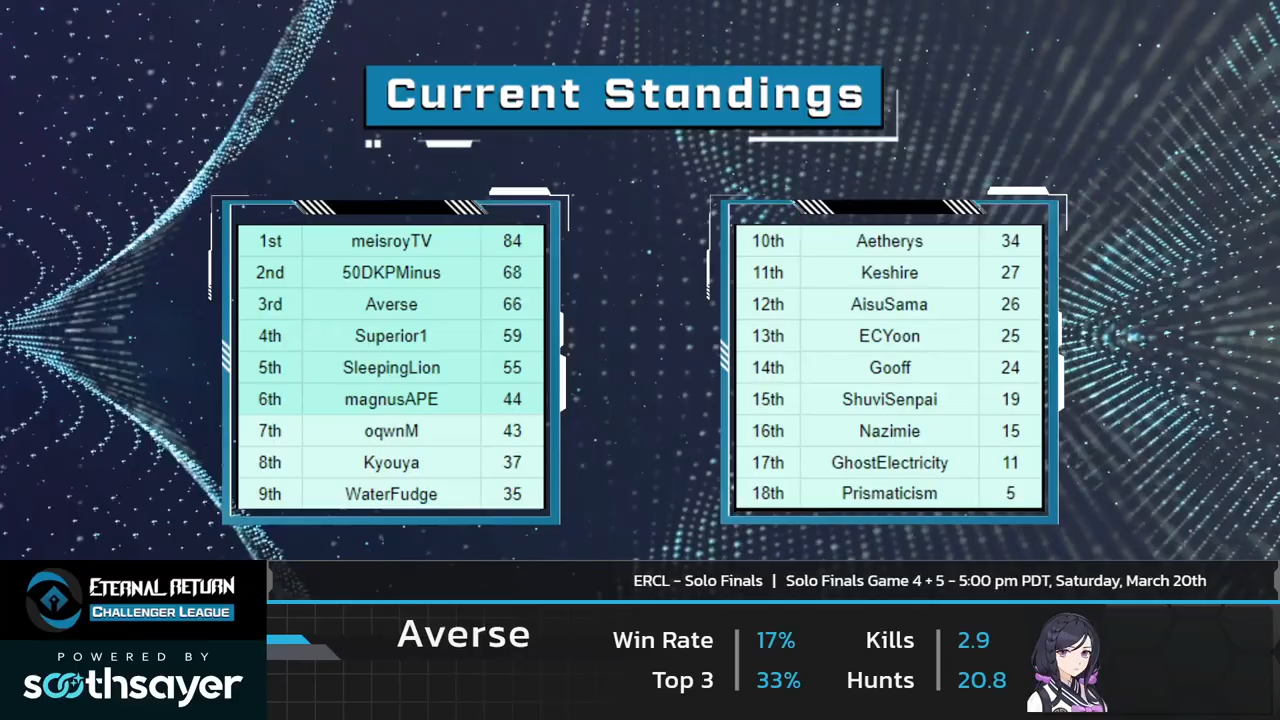 Current Standings
1st meisroyTV 84
2nd 50DKPMinus 68
3rd Averse 66
4th Superior1 59
5th SleepingLion 55
6th magnusAPE 44
7th oqwnM 43
8th Kyouya 37
9th WaterFudge 35
10th Aetherys 34
11th Keshire 27
12th AisuSama 26
13th ECYoon 25
14th Gooff 24
15th ShuviSenpai 19
16th Nazimie 15
17th GhostElectricity 11
18th Prismaticism 5
ETERNAL RETURN
CHALLENGER LEAGUE
POWERED BY
soothsayer
ERCL - Solo Finals | Solo Finals Game 4 + 5 - 5:00 pm PDT, Saturday, March 20th
Averse
Win Rate 17% Kills 2.9
Top 3 33% Hunts 20.8